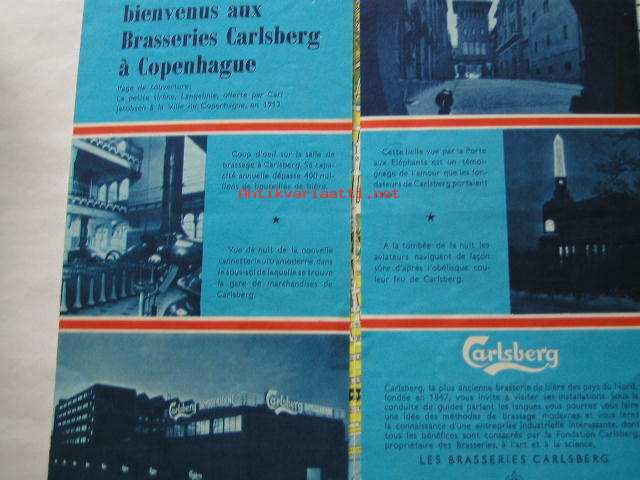 bienvenus aux
Brasseries Carlsberg
à Copenhague
Page de couverture:
La petite sirène, Langelinie, offerte par Carl
Jacobsen à la Ville de Copenhague, en 1913.
Coup d'oeil sur la salle de
brassage à Carlsberg. Sa capa-
cité annuelle dépasse 400 mil-
lions de bouteilles de bière.
★
Vue de nuit de la nouvelle
cannetterie ultramoderne, dans
le sous-sol de laquelle se trouve
la gare de marchandises de
Carlsberg.
Carlsberg
Carlsberg
Cette belle vue par la Porte
aux Eléphants est un témoi-
gnage de l'amour que les fon-
dateurs de Carlsberg portaient
★
A la tombée de la nuit les
aviateurs naviguent de façon
sûre d'après l'obélisque cou-
leur feu de Carlsberg.
Carlsberg
Carlsberg, la plus ancienne brasserie de bière des pays du Nord,
fondée en 1847, vous invite à visiter ses installations. Sous la
conduite de guides parlant les langues vous pourrez vous faire
une idée des méthodes de brassage modernes et vous ferez
la connaissance d'une entreprise industrielle intéressante, dont
tous les bénéfices sont consacrés par la Fondation Carlsberg,
propriétaire des Brasseries, à l'art et à la science.
LES BRASSERIES CARLSBERG
Antikvariaatti.net